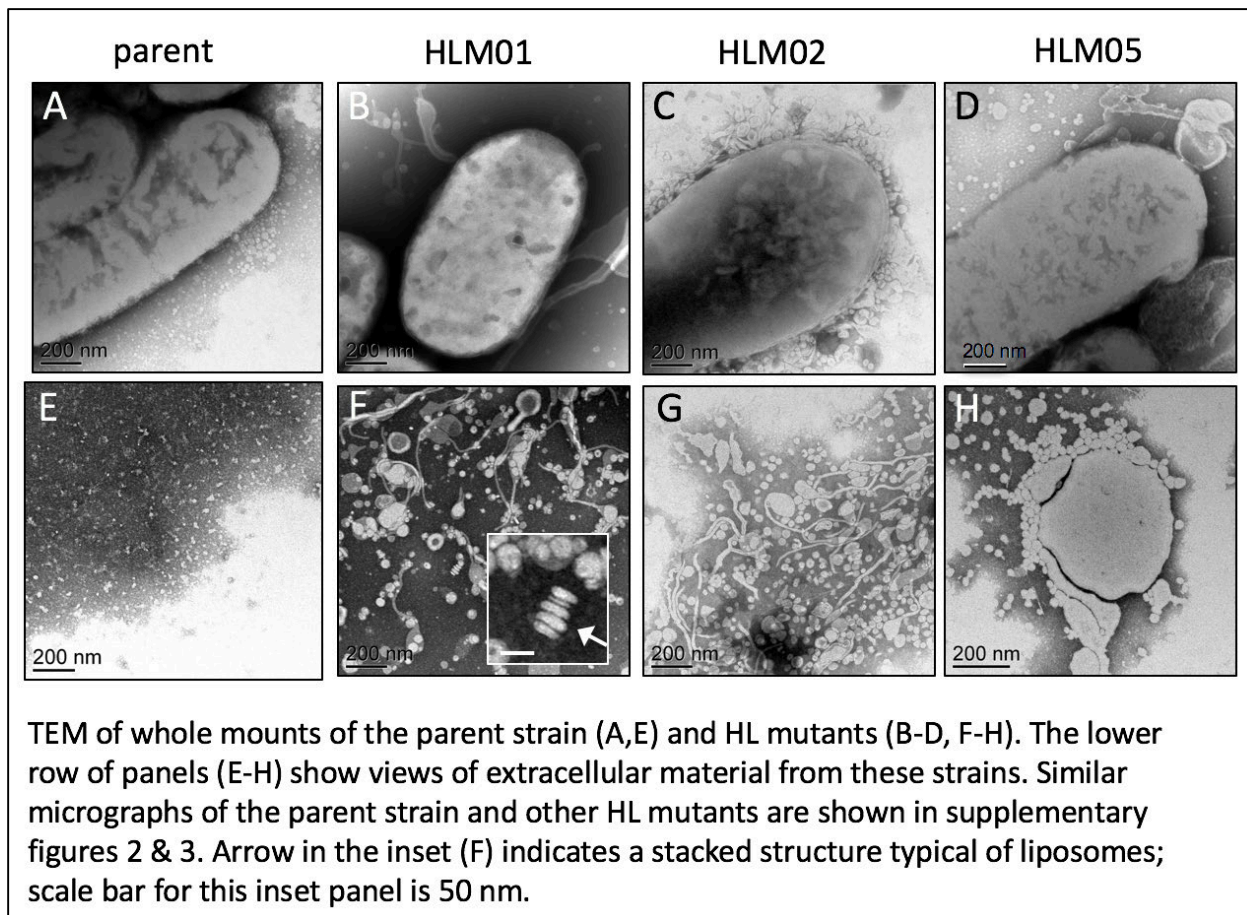 parent HLM01 HLM02 HLM05
A B C D
200 nm 200 nm 200 nm 200 nm
E F G H
200 nm 200 nm 200 nm 200 nm
TEM of whole mounts of the parent strain (A,E) and HL mutants (B-D, F-H). The lower
row of panels (E-H) show views of extracellular material from these strains. Similar
micrographs of the parent strain and other HL mutants are shown in supplementary
figures 2 & 3. Arrow in the inset (F) indicates a stacked structure typical of liposomes;
scale bar for this inset panel is 50 nm.